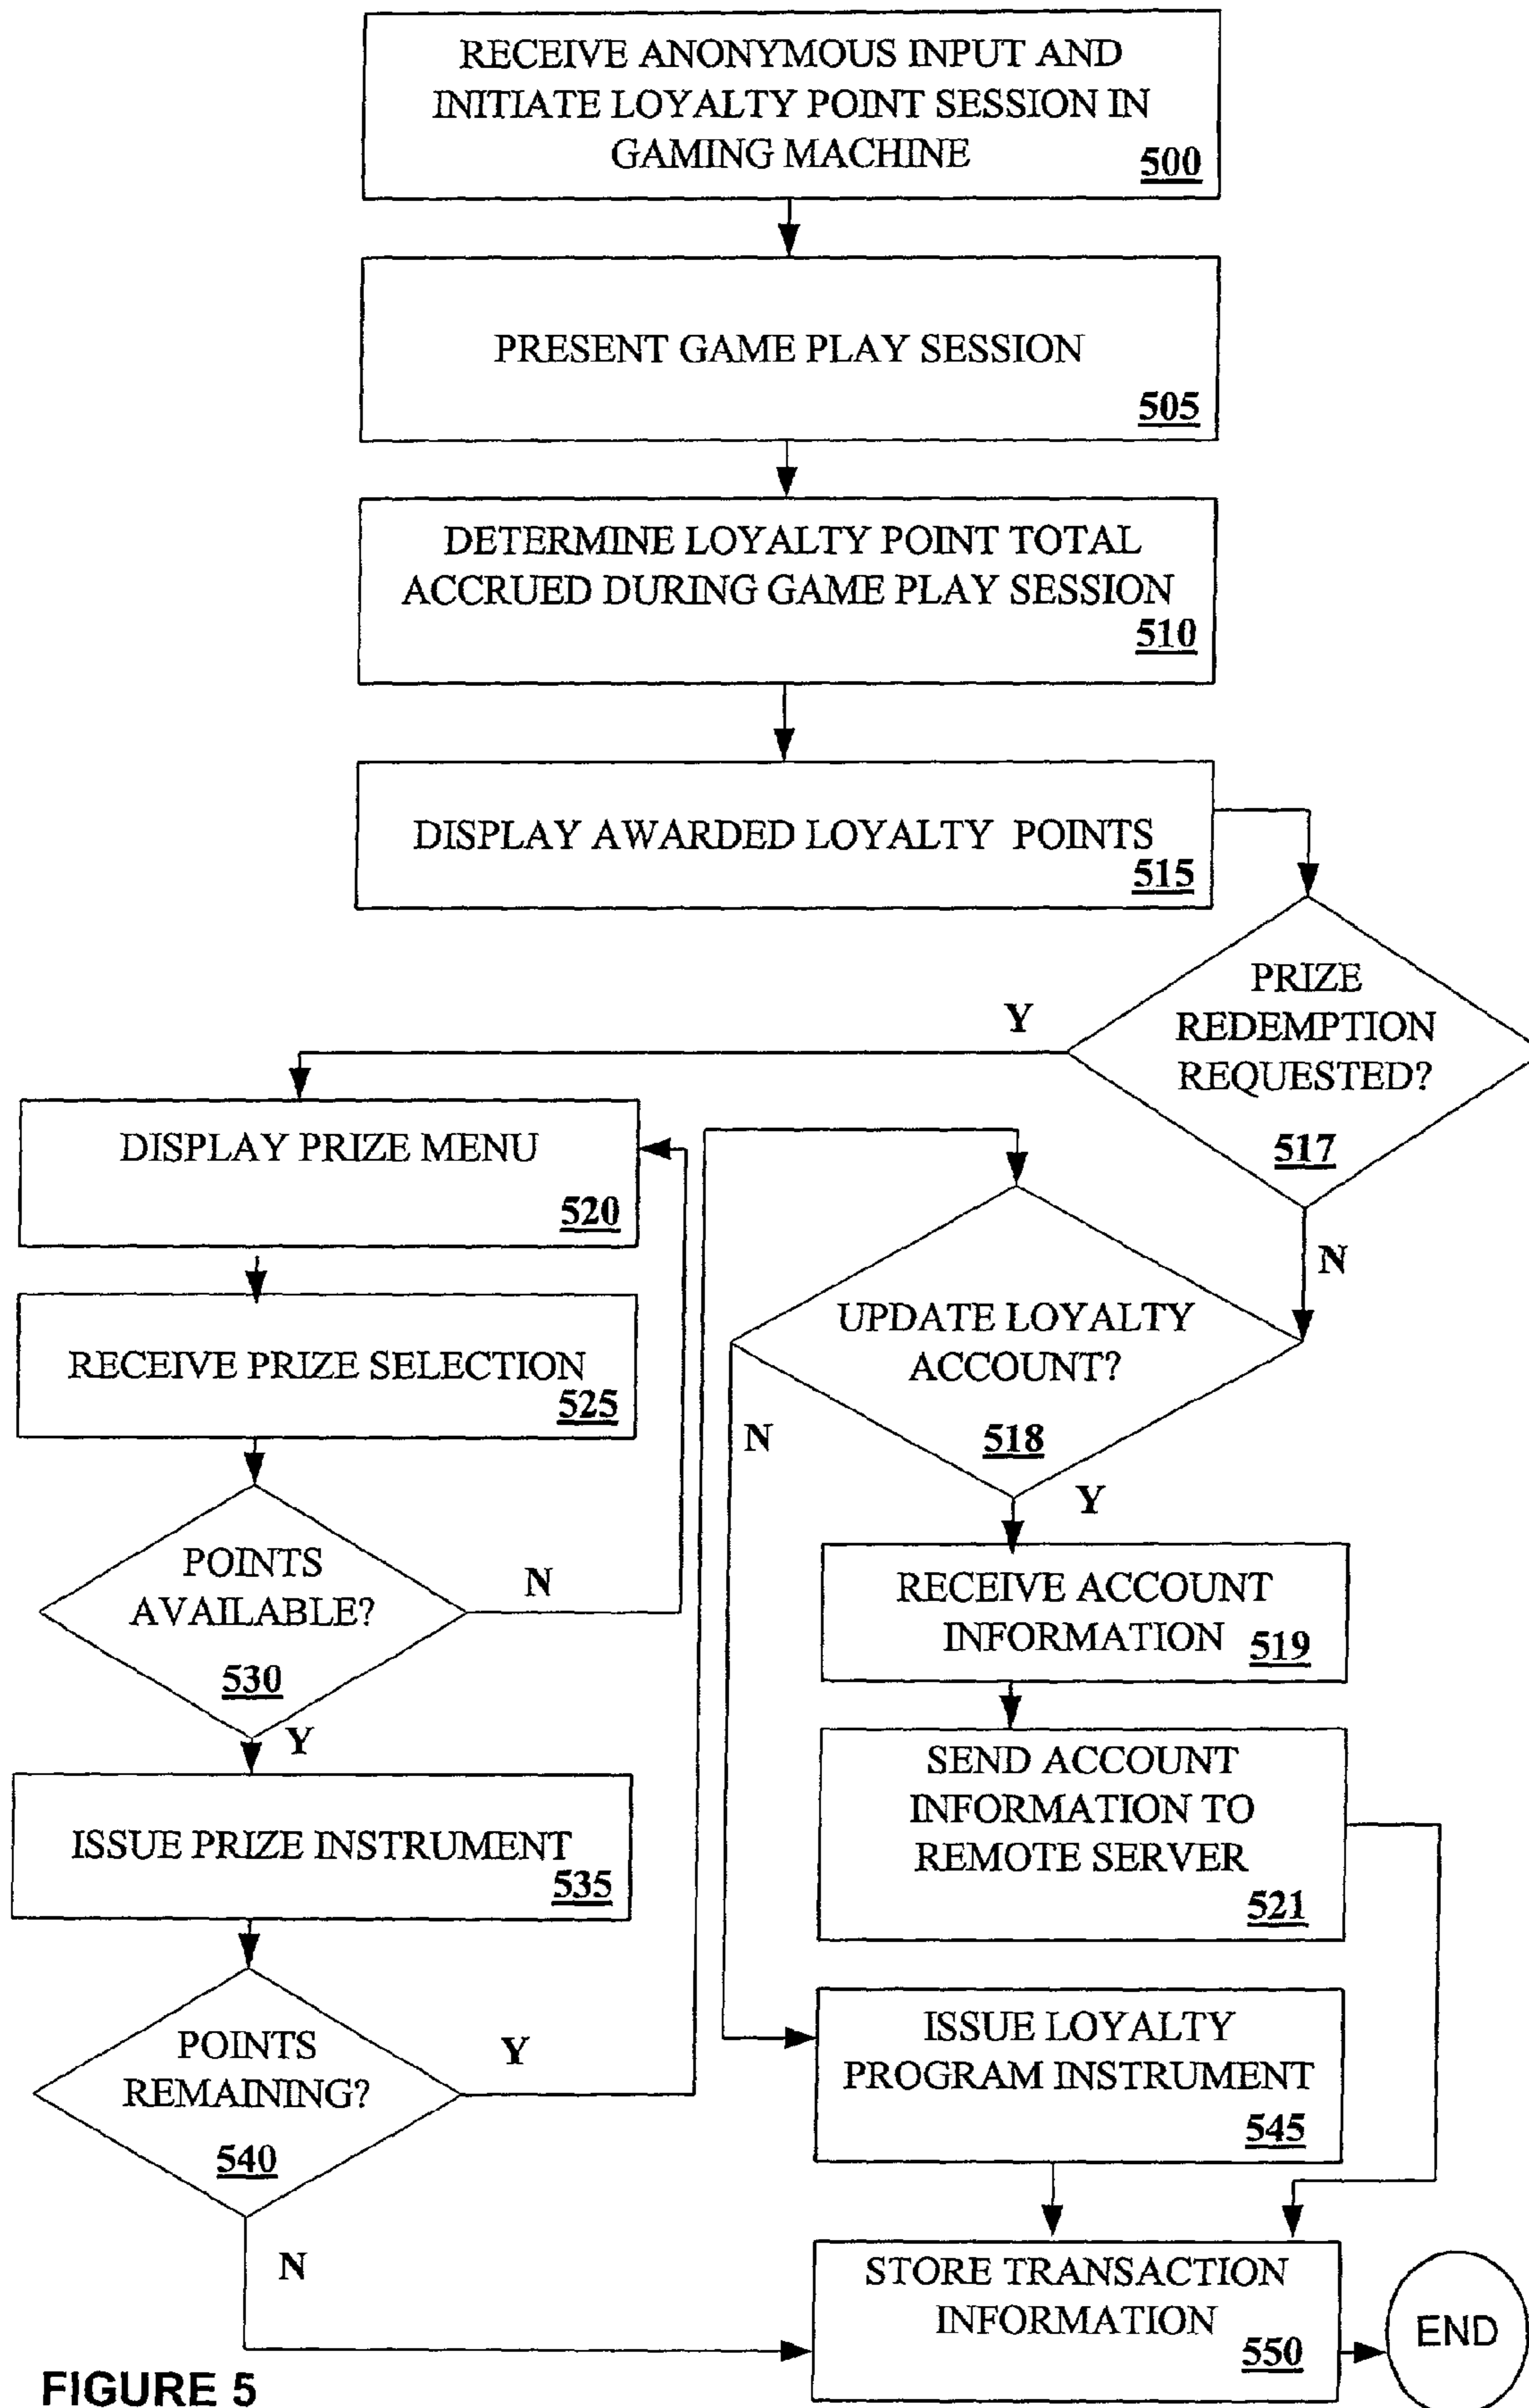 RECEIVE ANONYMOUS INPUT AND
INITIATE LOYALTY POINT SESSION IN
GAMING MACHINE
500
PRESENT GAME PLAY SESSION
505
DETERMINE LOYALTY POINT TOTAL
ACCRUED DURING GAME PLAY SESSION
510
DISPLAY AWARDED LOYALTY POINTS
515
PRIZE
REDEMPTION
REQUESTED?
517
Y
N
DISPLAY PRIZE MENU
520
RECEIVE PRIZE SELECTION
525
POINTS
AVAILABLE?
530
N
Y
ISSUE PRIZE INSTRUMENT
535
POINTS
REMAINING?
540
Y
N
UPDATE LOYALTY
ACCOUNT?
518
N
Y
RECEIVE ACCOUNT
INFORMATION
519
SEND ACCOUNT
INFORMATION TO
REMOTE SERVER
521
ISSUE LOYALTY
PROGRAM INSTRUMENT
545
STORE TRANSACTION
INFORMATION
550
END
FIGURE 5